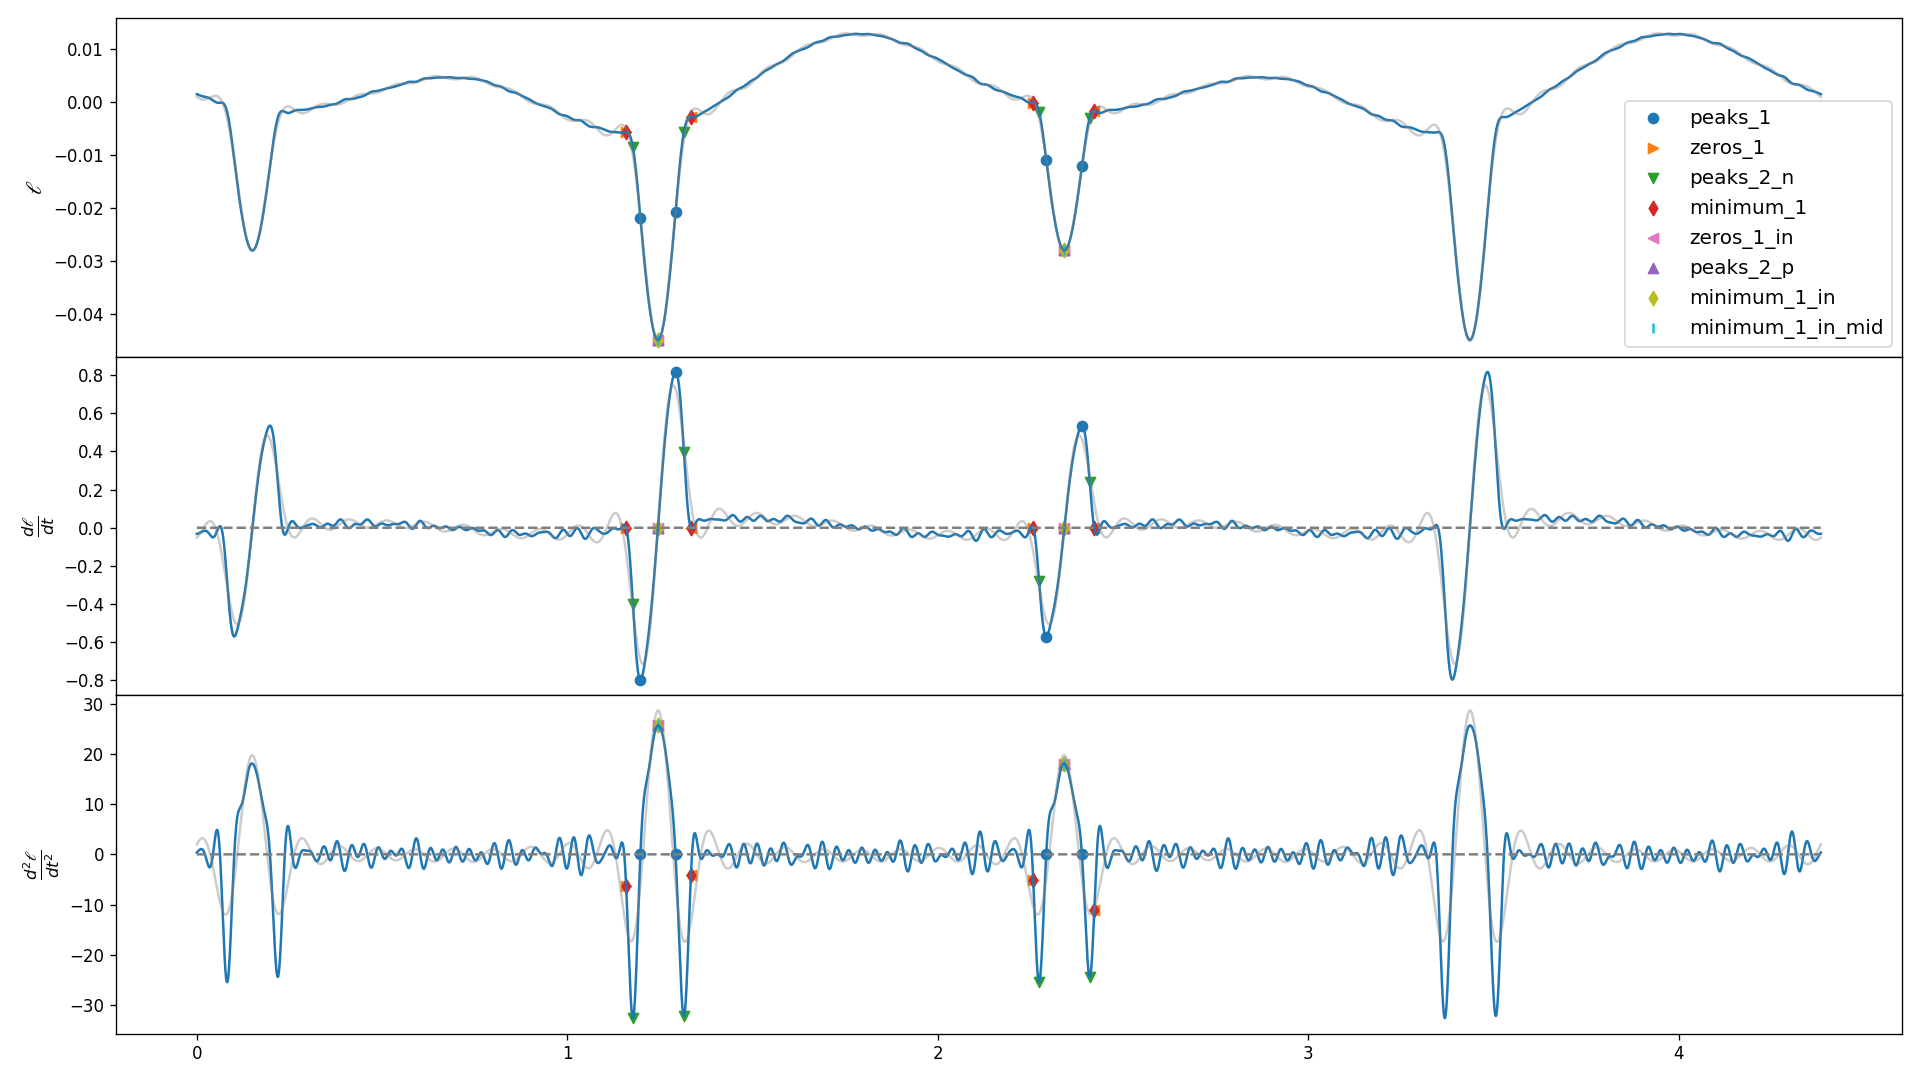 0.01
0.00
−0.01
−0.02
−0.03
−0.04
ℓ
peaks_1
zeros_1
peaks_2_n
minimum_1
zeros_1_in
peaks_2_p
minimum_1_in
minimum_1_in_mid
0.8
0.6
0.4
0.2
0.0
−0.2
−0.4
−0.6
−0.8
dℓ
dt
30
20
10
0
−10
−20
−30
d²ℓ
dt²
0 1 2 3 4